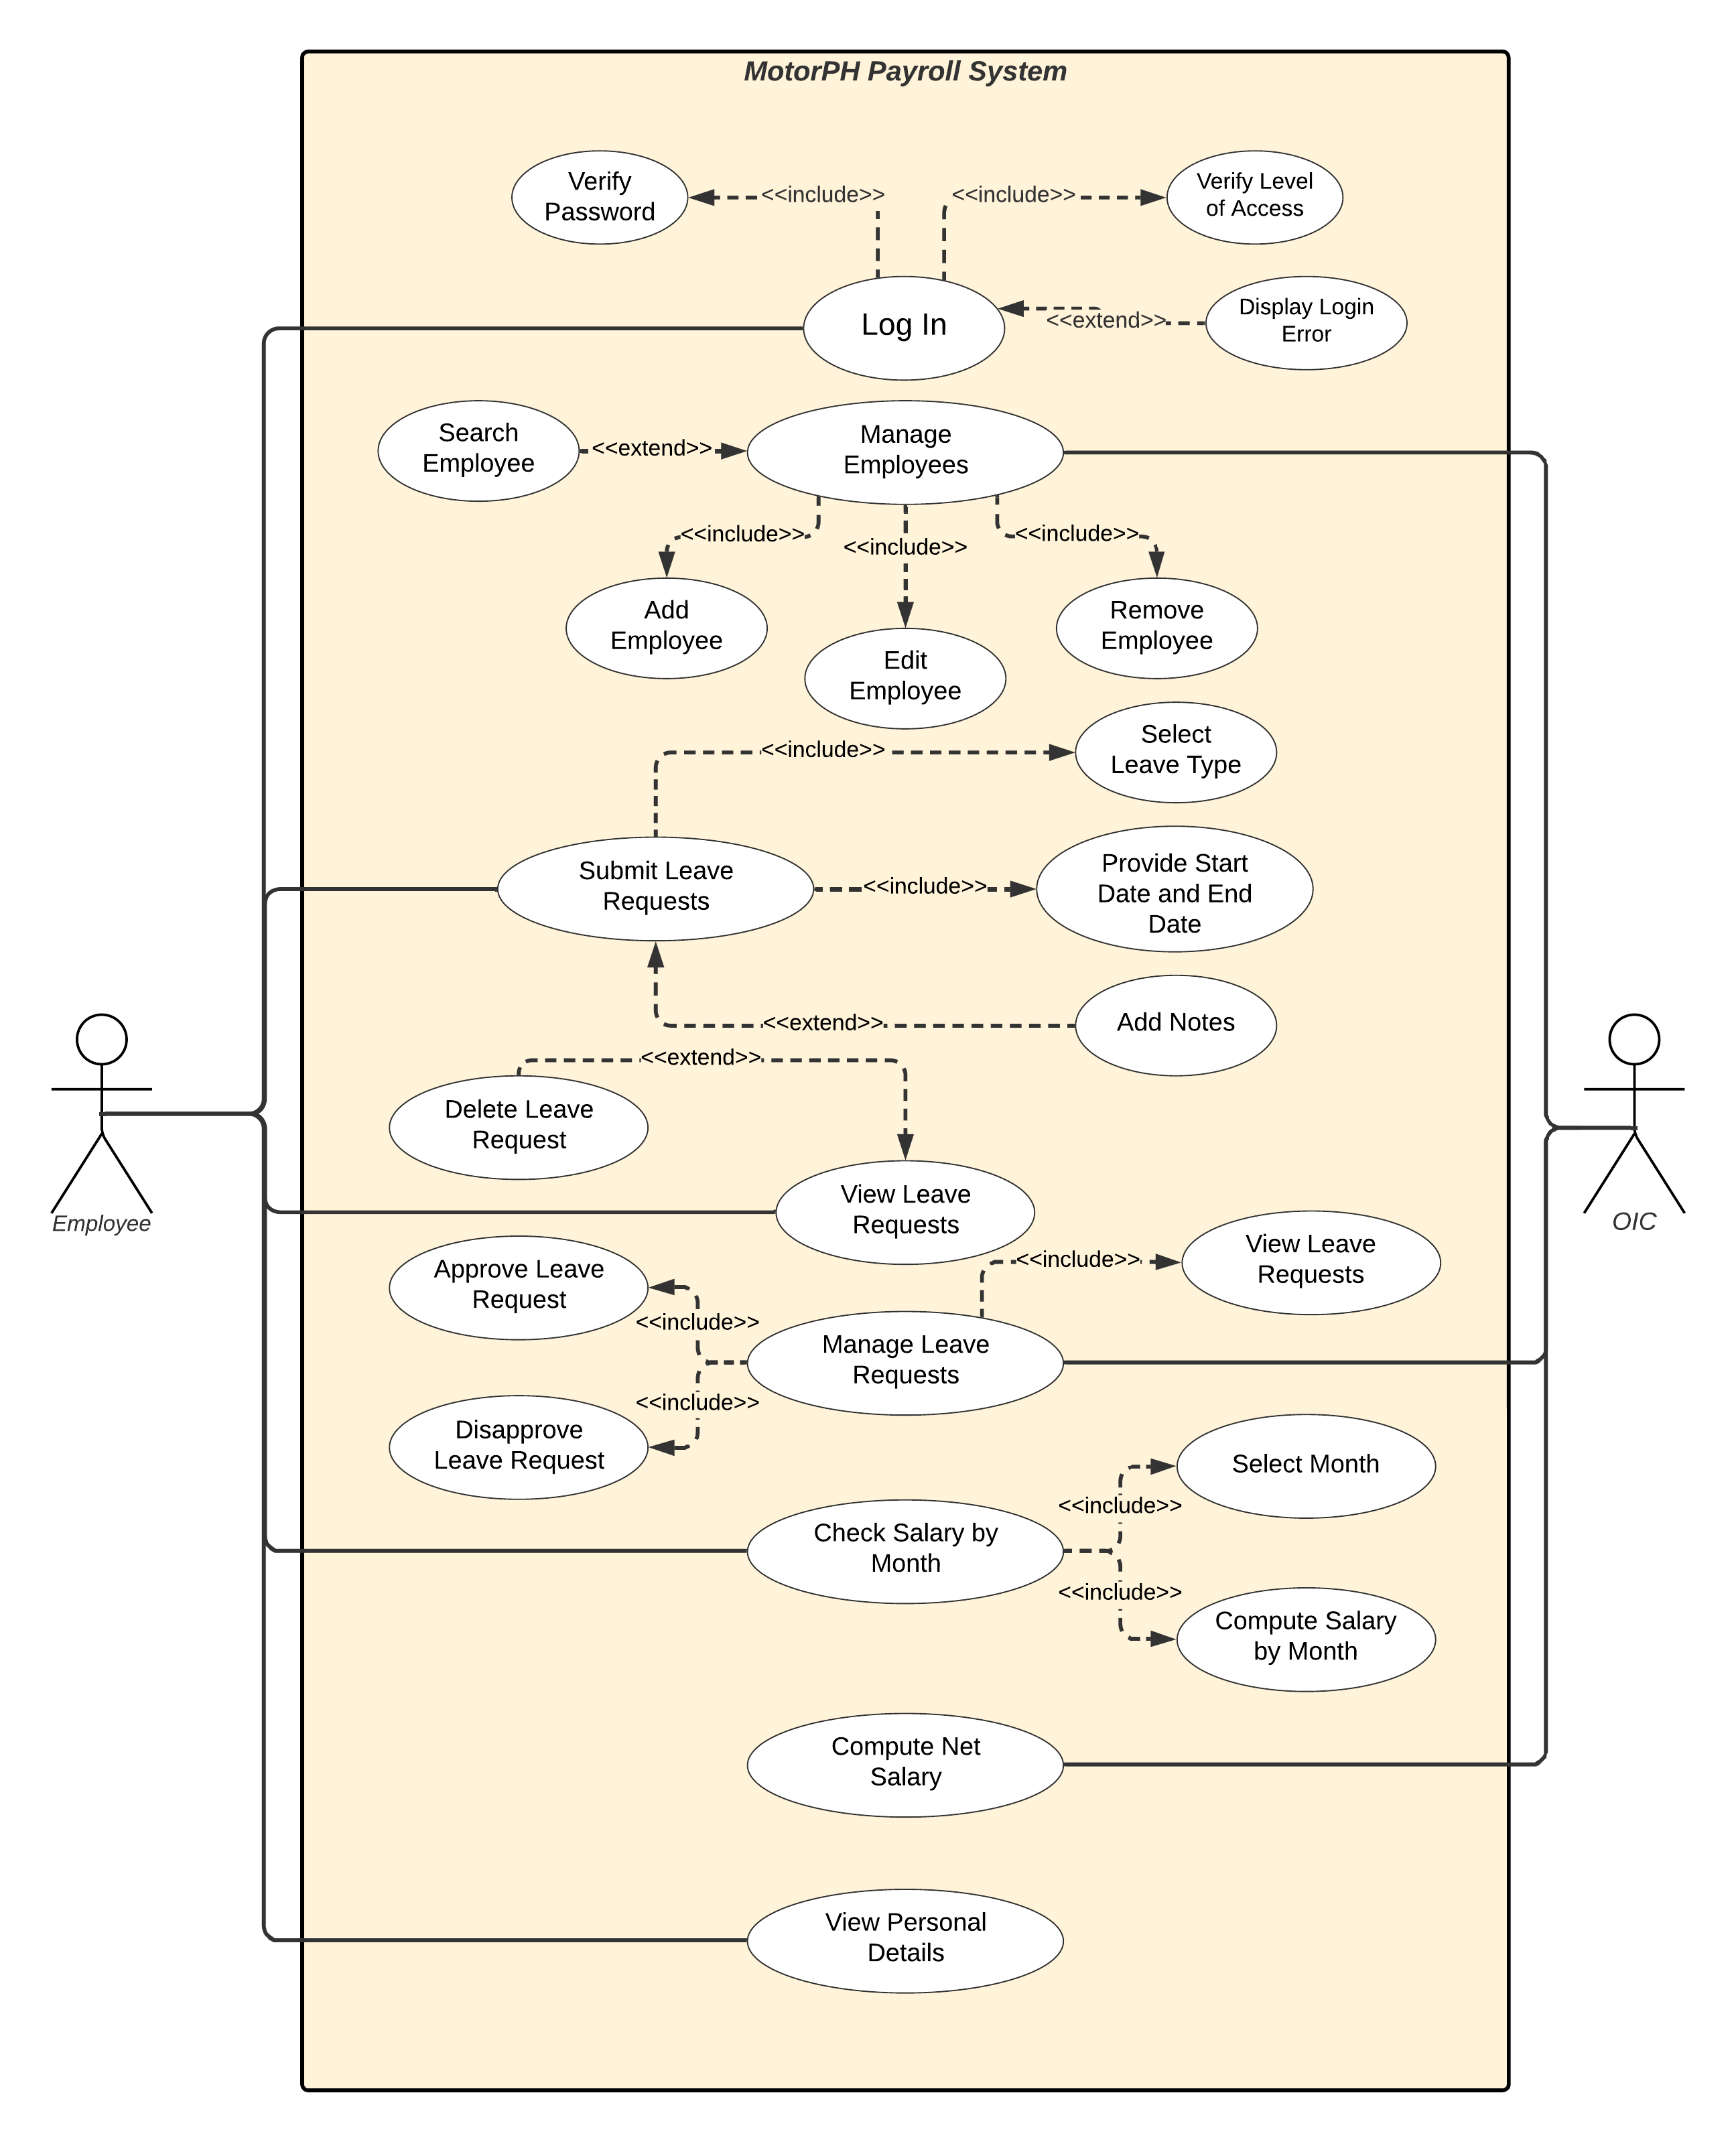 MotorPH Payroll System
Verify
Password
<<include>>
<<include>>
Verify Level
of Access
Log In
<<extend>>
Display Login
Error
Search
Employee
<<extend>>
Manage
Employees
<<include>>
<<include>>
<<include>>
Add
Employee
Edit
Employee
Remove
Employee
<<include>>
Select
Leave Type
Submit Leave
Requests
<<include>>
Provide Start
Date and End
Date
<<extend>>
Add Notes
<<extend>>
Delete Leave
Request
View Leave
Requests
Employee
OIC
<<include>>
View Leave
Requests
Approve Leave
Request
<<include>>
Manage Leave
Requests
<<include>>
Disapprove
Leave Request
Select Month
<<include>>
Check Salary by
Month
<<include>>
Compute Salary
by Month
Compute Net
Salary
View Personal
Details